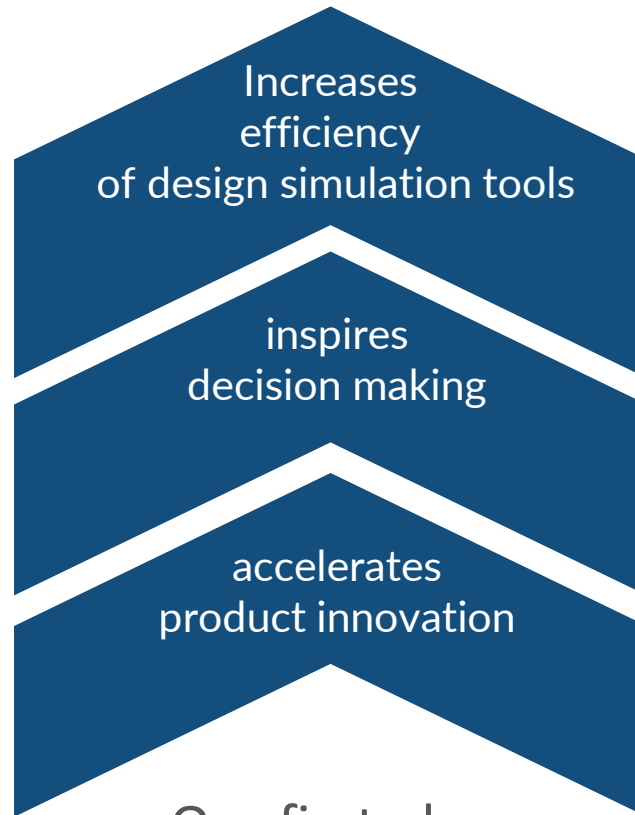 Increases
efficiency
of design simulation tools
inspires
decision making
accelerates
product innovation